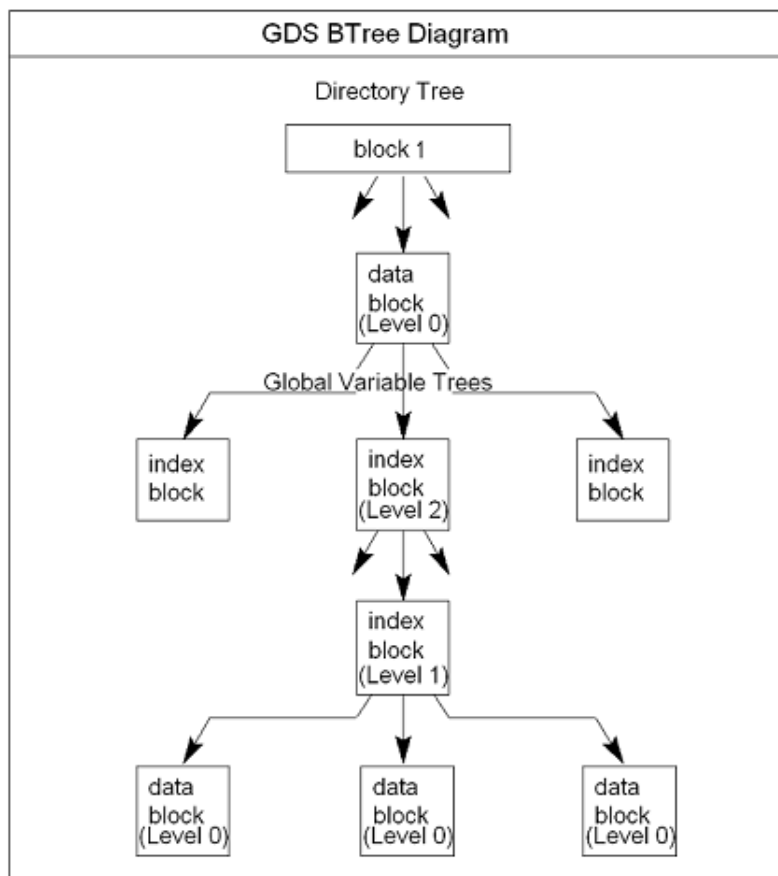 GDS BTree Diagram
Directory Tree
block 1
data
block
(Level 0)
Global Variable Trees
index
block
index
block
(Level 2)
index
block
index
block
(Level 1)
data
block
(Level 0)
data
block
(Level 0)
data
block
(Level 0)